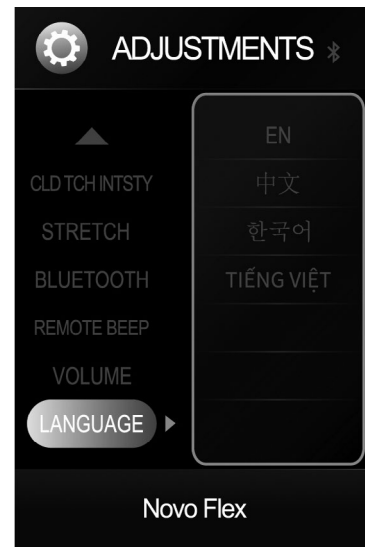 ADJUSTMENTS
CLD TCH INTSTY
STRETCH
BLUETOOTH
REMOTE BEEP
VOLUME
LANGUAGE
EN
中文
한국어
TIẾNG VIỆT
Novo Flex